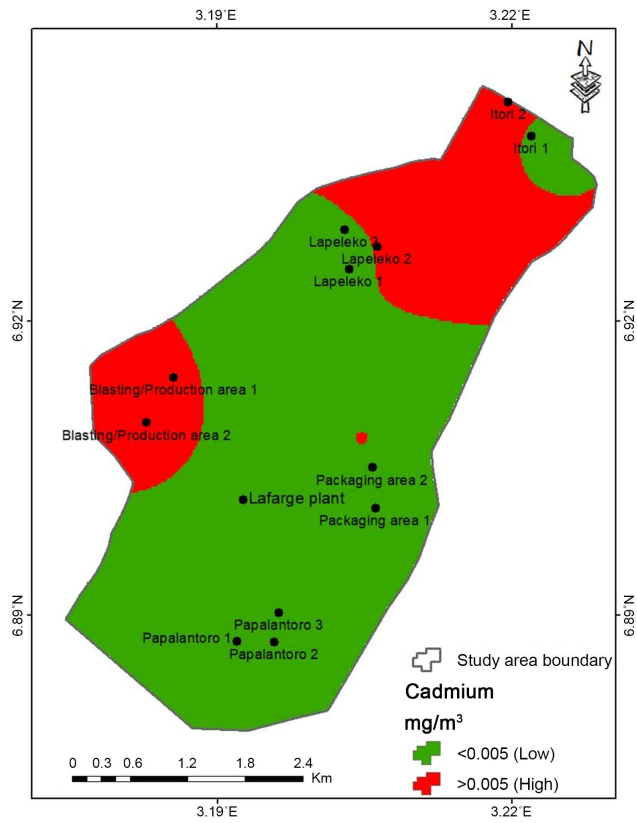 3.19°E 3.22°E
N
Itori 2
Itori 1
Lapeleko 3
Lapeleko 2
Lapeleko 1
6.92°N 6.92°N
Blasting/Production area 1
Blasting/Production area 2
Packaging area 2
Lafarge plant
Packaging area 1
6.89°N 6.89°N
Papalantoro 3
Papalantoro 1
Papalantoro 2
Study area boundary
Cadmium
mg/m³
<0.005 (Low)
>0.005 (High)
0 0.3 0.6 1.2 1.8 2.4
Km
3.19°E 3.22°E